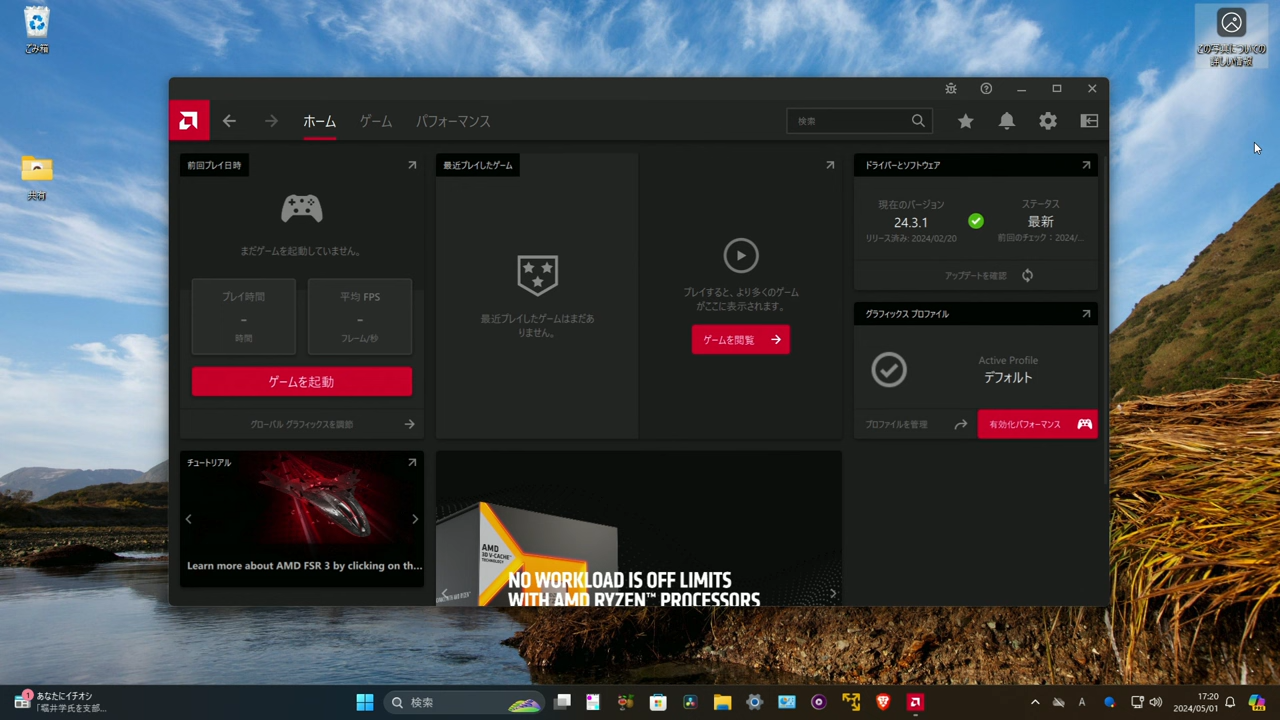 ごみ箱
この写真についての
詳しい情報
共有
ホーム
ゲーム
パフォーマンス
検索
前回プレイ日時
まだゲームを起動していません。
プレイ時間
-
時間
平均 FPS
-
フレーム/秒
ゲームを起動
グローバル グラフィックスを調節
最近プレイしたゲーム
最近プレイしたゲームはまだあ
りません。
プレイすると、より多くのゲーム
がここに表示されます。
ゲームを閲覧
ドライバーとソフトウェア
現在のバージョン
24.3.1
リリース済み: 2024/02/20
ステータス
最新
前回のチェック：2024/...
アップデートを確認
グラフィックス プロファイル
Active Profile
デフォルト
プロファイルを管理
有効化パフォーマンス
チュートリアル
Learn more about AMD FSR 3 by clicking on th...
AMD
3D V-CACHE™
TECHNOLOGY
NO WORKLOAD IS OFF LIMITS
WITH AMD RYZEN™ PROCESSORS
1
あなたにイチオシ
「堀井学氏を支部...
検索
A
17:20
2024/05/01
PRE